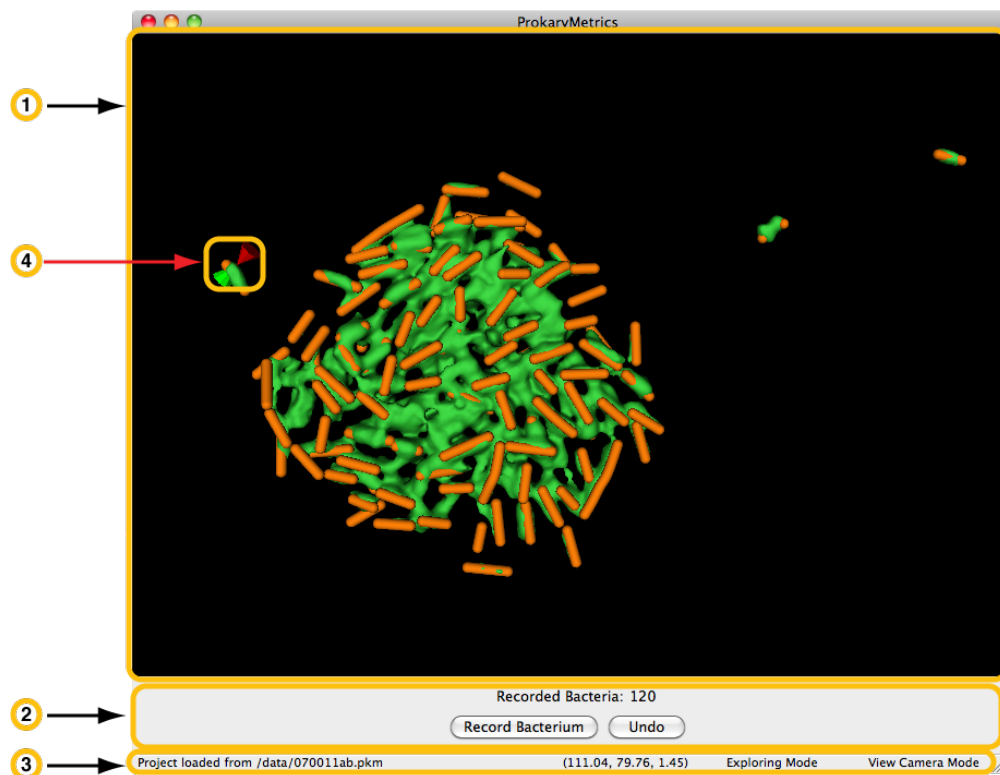 ProkaryMetrics
1
4
2
Recorded Bacteria: 120
Record Bacterium Undo
3
Project loaded from /data/070011ab.pkm (111.04, 79.76, 1.45) Exploring Mode View Camera Mode